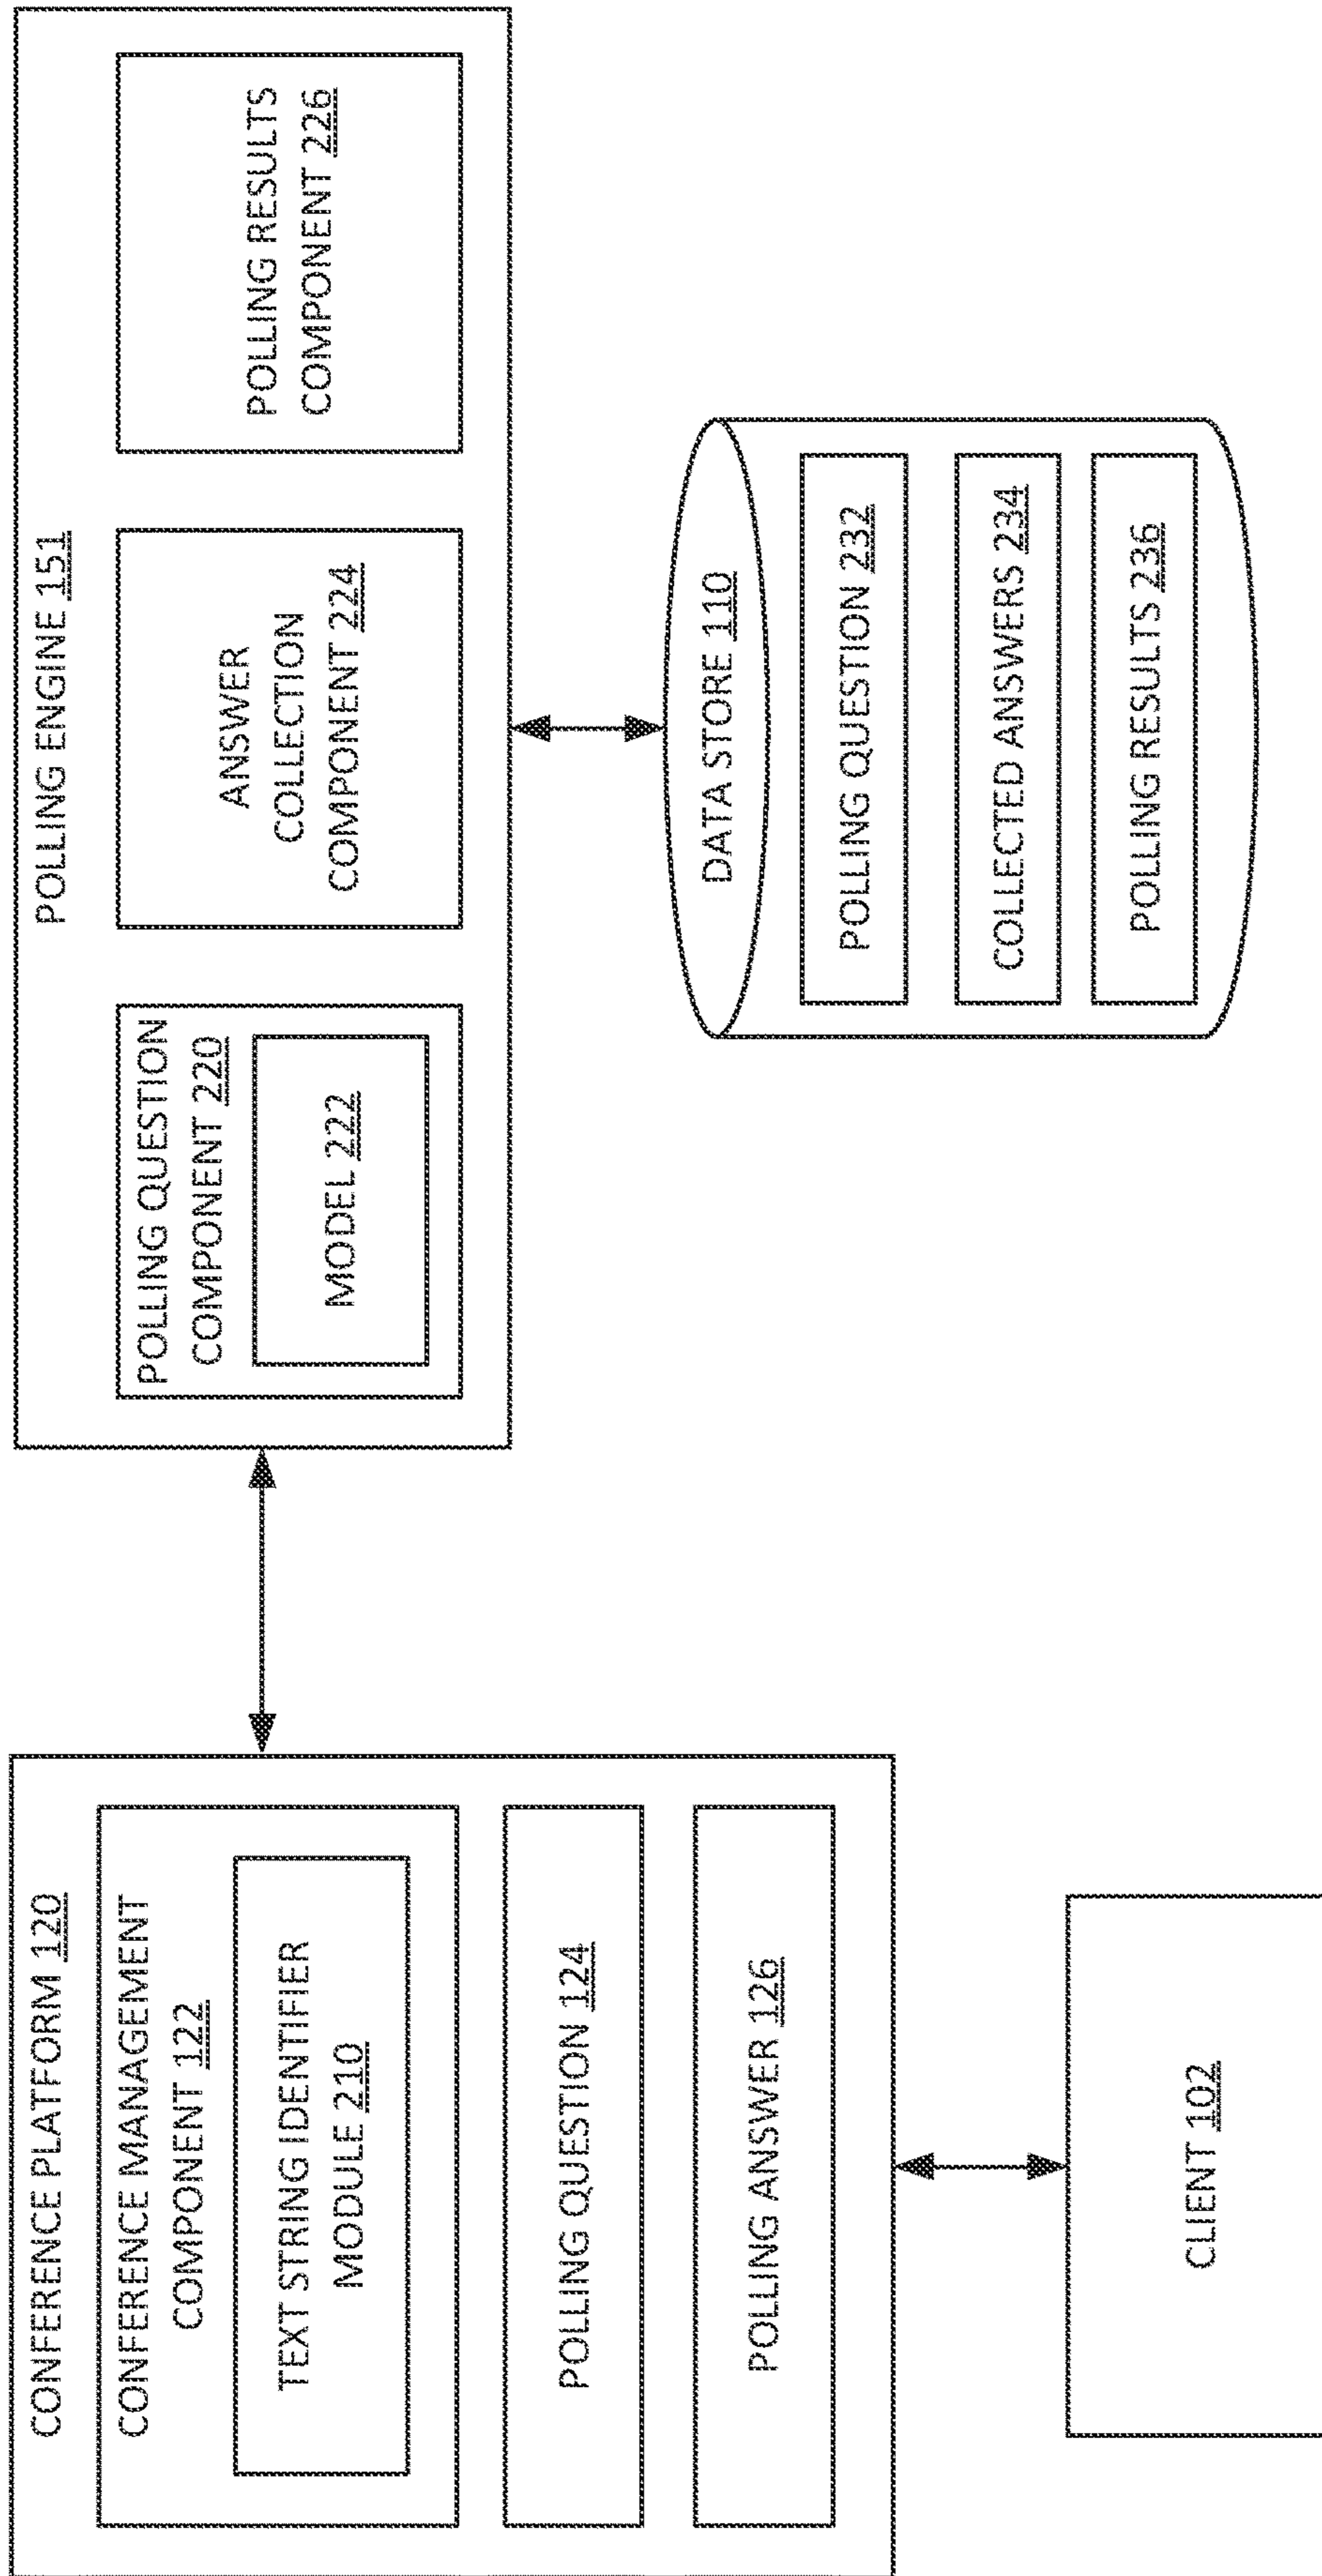 CONFERENCE PLATFORM 120
CONFERENCE MANAGEMENT
COMPONENT 122
TEXT STRING IDENTIFIER
MODULE 210
POLLING QUESTION 124
POLLING ANSWER 126
CLIENT 102
POLLING ENGINE 151
POLLING QUESTION
COMPONENT 220
MODEL 222
ANSWER
COLLECTION
COMPONENT 224
POLLING RESULTS
COMPONENT 226
DATA STORE 110
POLLING QUESTION 232
COLLECTED ANSWERS 234
POLLING RESULTS 236